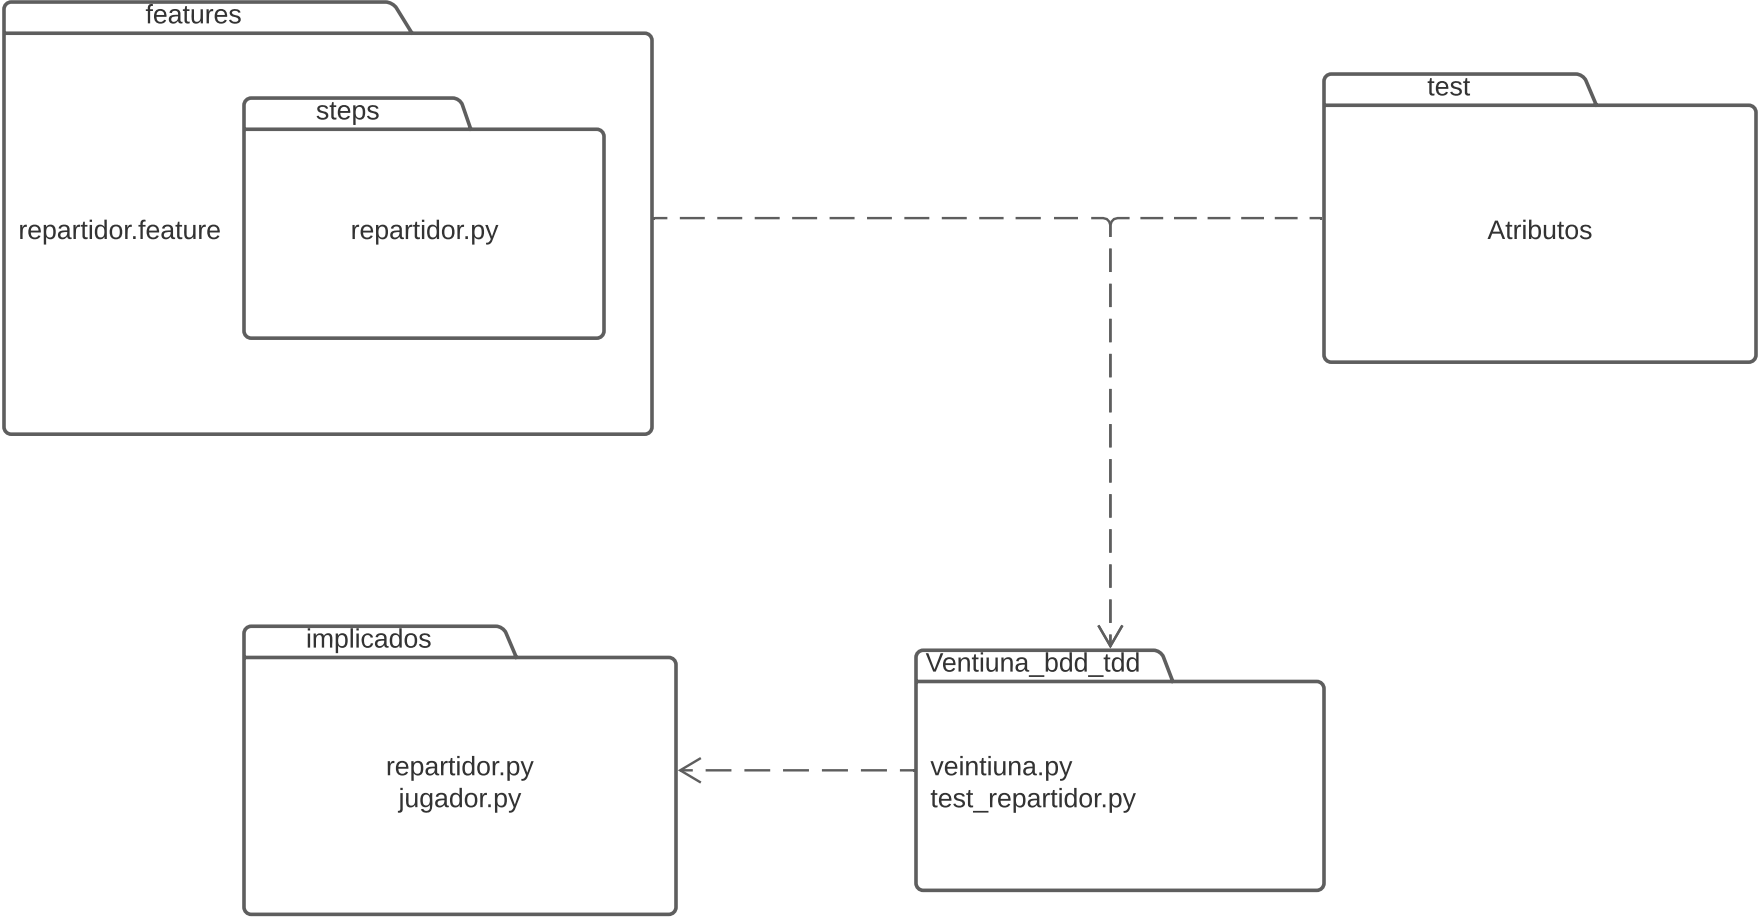 features
steps
repartidor.feature
repartidor.py
test
Atributos
implicados
repartidor.py
jugador.py
Ventiuna_bdd_tdd
veintiuna.py
test_repartidor.py